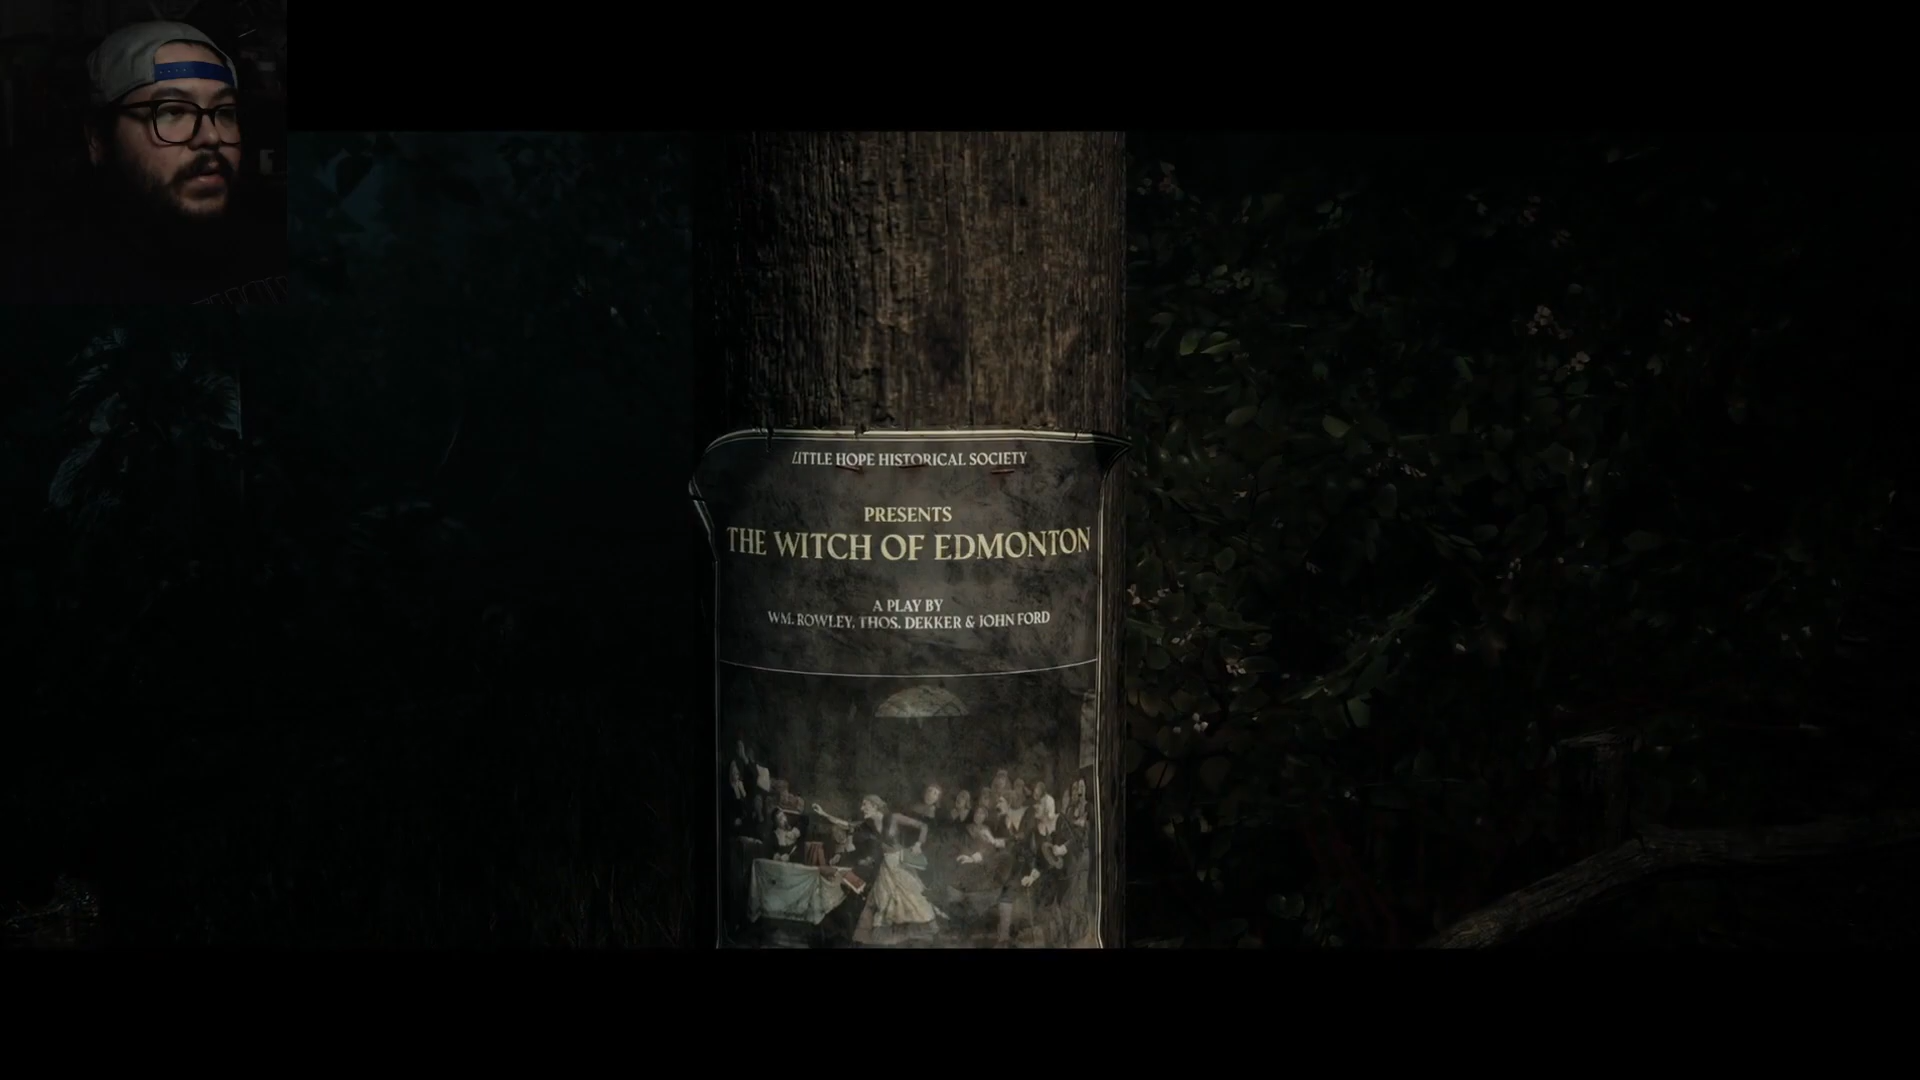 LITTLE HOPE HISTORICAL SOCIETY
PRESENTS
THE WITCH OF EDMONTON
A PLAY BY
WM. ROWLEY, THOS. DEKKER & JOHN FORD